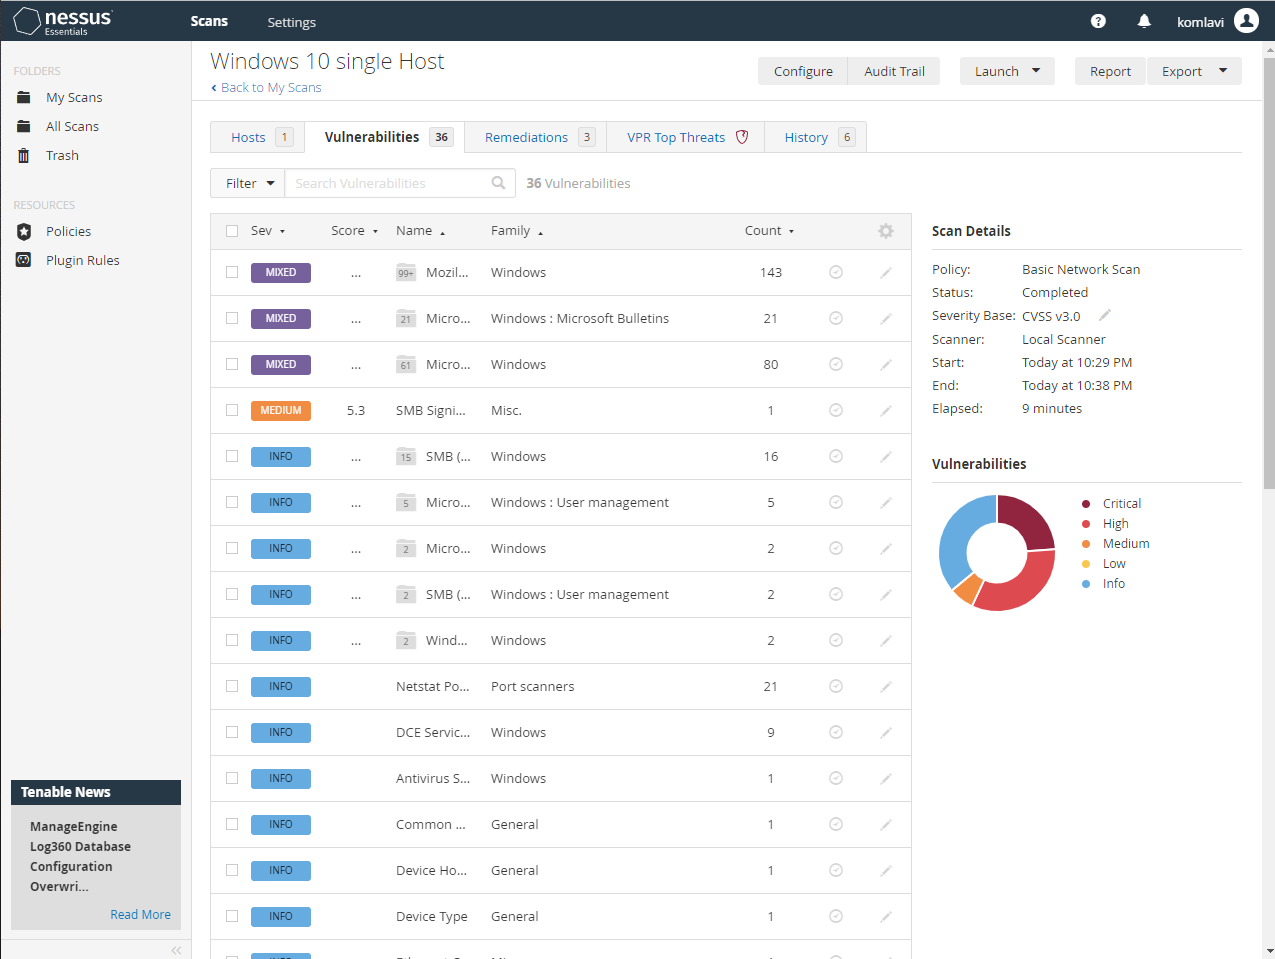 nessus
Essentials
Scans
Settings
komlavi
FOLDERS
My Scans
All Scans
Trash
RESOURCES
Policies
Plugin Rules
Tenable News
ManageEngine
Log360 Database
Configuration
Overwri...
Read More
Windows 10 single Host
Back to My Scans
Configure
Audit Trail
Launch
Report
Export
Hosts 1
Vulnerabilities 36
Remediations 3
VPR Top Threats
History 6
Filter
Search Vulnerabilities
36 Vulnerabilities
Sev Score Name Family Count
MIXED ... 99+ Mozil... Windows 143
MIXED ... 21 Micro... Windows : Microsoft Bulletins 21
MIXED ... 61 Micro... Windows 80
MEDIUM 5.3 SMB Signi... Misc. 1
INFO ... 15 SMB (... Windows 16
INFO ... 5 Micro... Windows : User management 5
INFO ... 2 Micro... Windows 2
INFO ... 2 SMB (... Windows : User management 2
INFO ... 2 Wind... Windows 2
INFO Netstat Po... Port scanners 21
INFO DCE Servic... Windows 9
INFO Antivirus S... Windows 1
INFO Common ... General 1
INFO Device Ho... General 1
INFO Device Type General 1
Scan Details
Policy: Basic Network Scan
Status: Completed
Severity Base: CVSS v3.0
Scanner: Local Scanner
Start: Today at 10:29 PM
End: Today at 10:38 PM
Elapsed: 9 minutes
Vulnerabilities
Critical
High
Medium
Low
Info